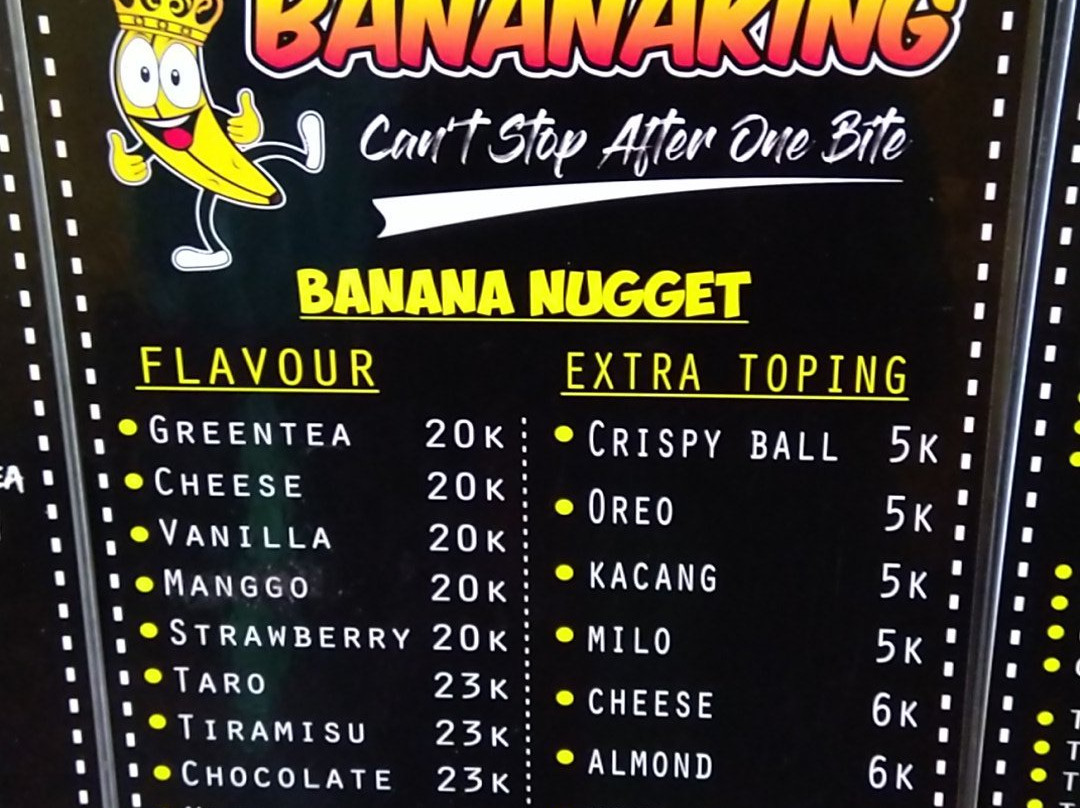 BANANAKING
Can't Stop After One Bite
BANANA NUGGET
FLAVOUR
GREENTEA 20K
CHEESE 20K
VANILLA 20K
MANGGO 20K
STRAWBERRY 20K
TARO 23K
TIRAMISU 23K
CHOCOLATE 23K
EXTRA TOPING
CRISPY BALL 5K
OREO 5K
KACANG 5K
MILO 5K
CHEESE 6K
ALMOND 6K